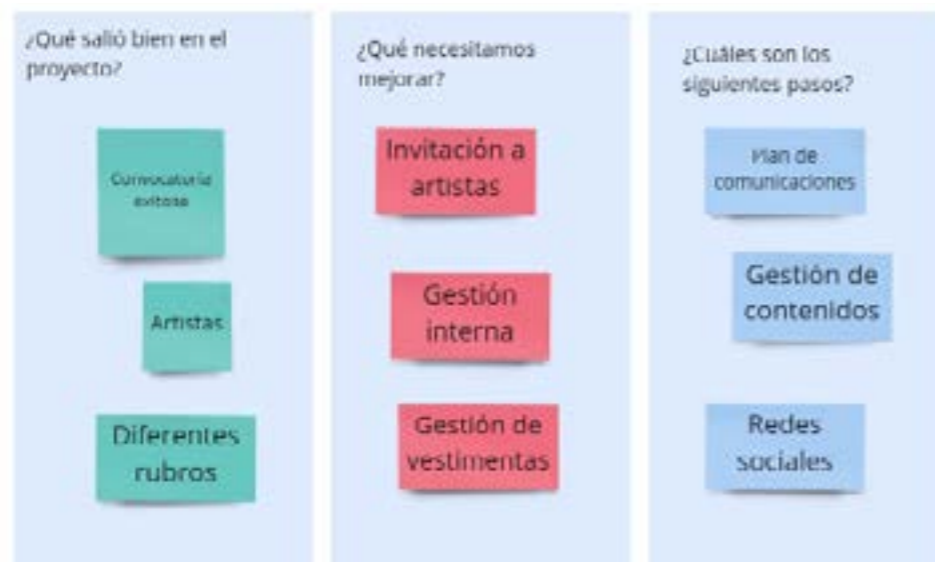 ¿Qué salió bien en el
proyecto?
Convocatoria
exitosa
Artistas
Diferentes
rubros
¿Qué necesitamos
mejorar?
Invitación a
artistas
Gestión
interna
Gestión de
vestimentas
¿Cuáles son los
siguientes pasos?
Plan de
comunicaciones
Gestión de
contenidos
Redes
sociales